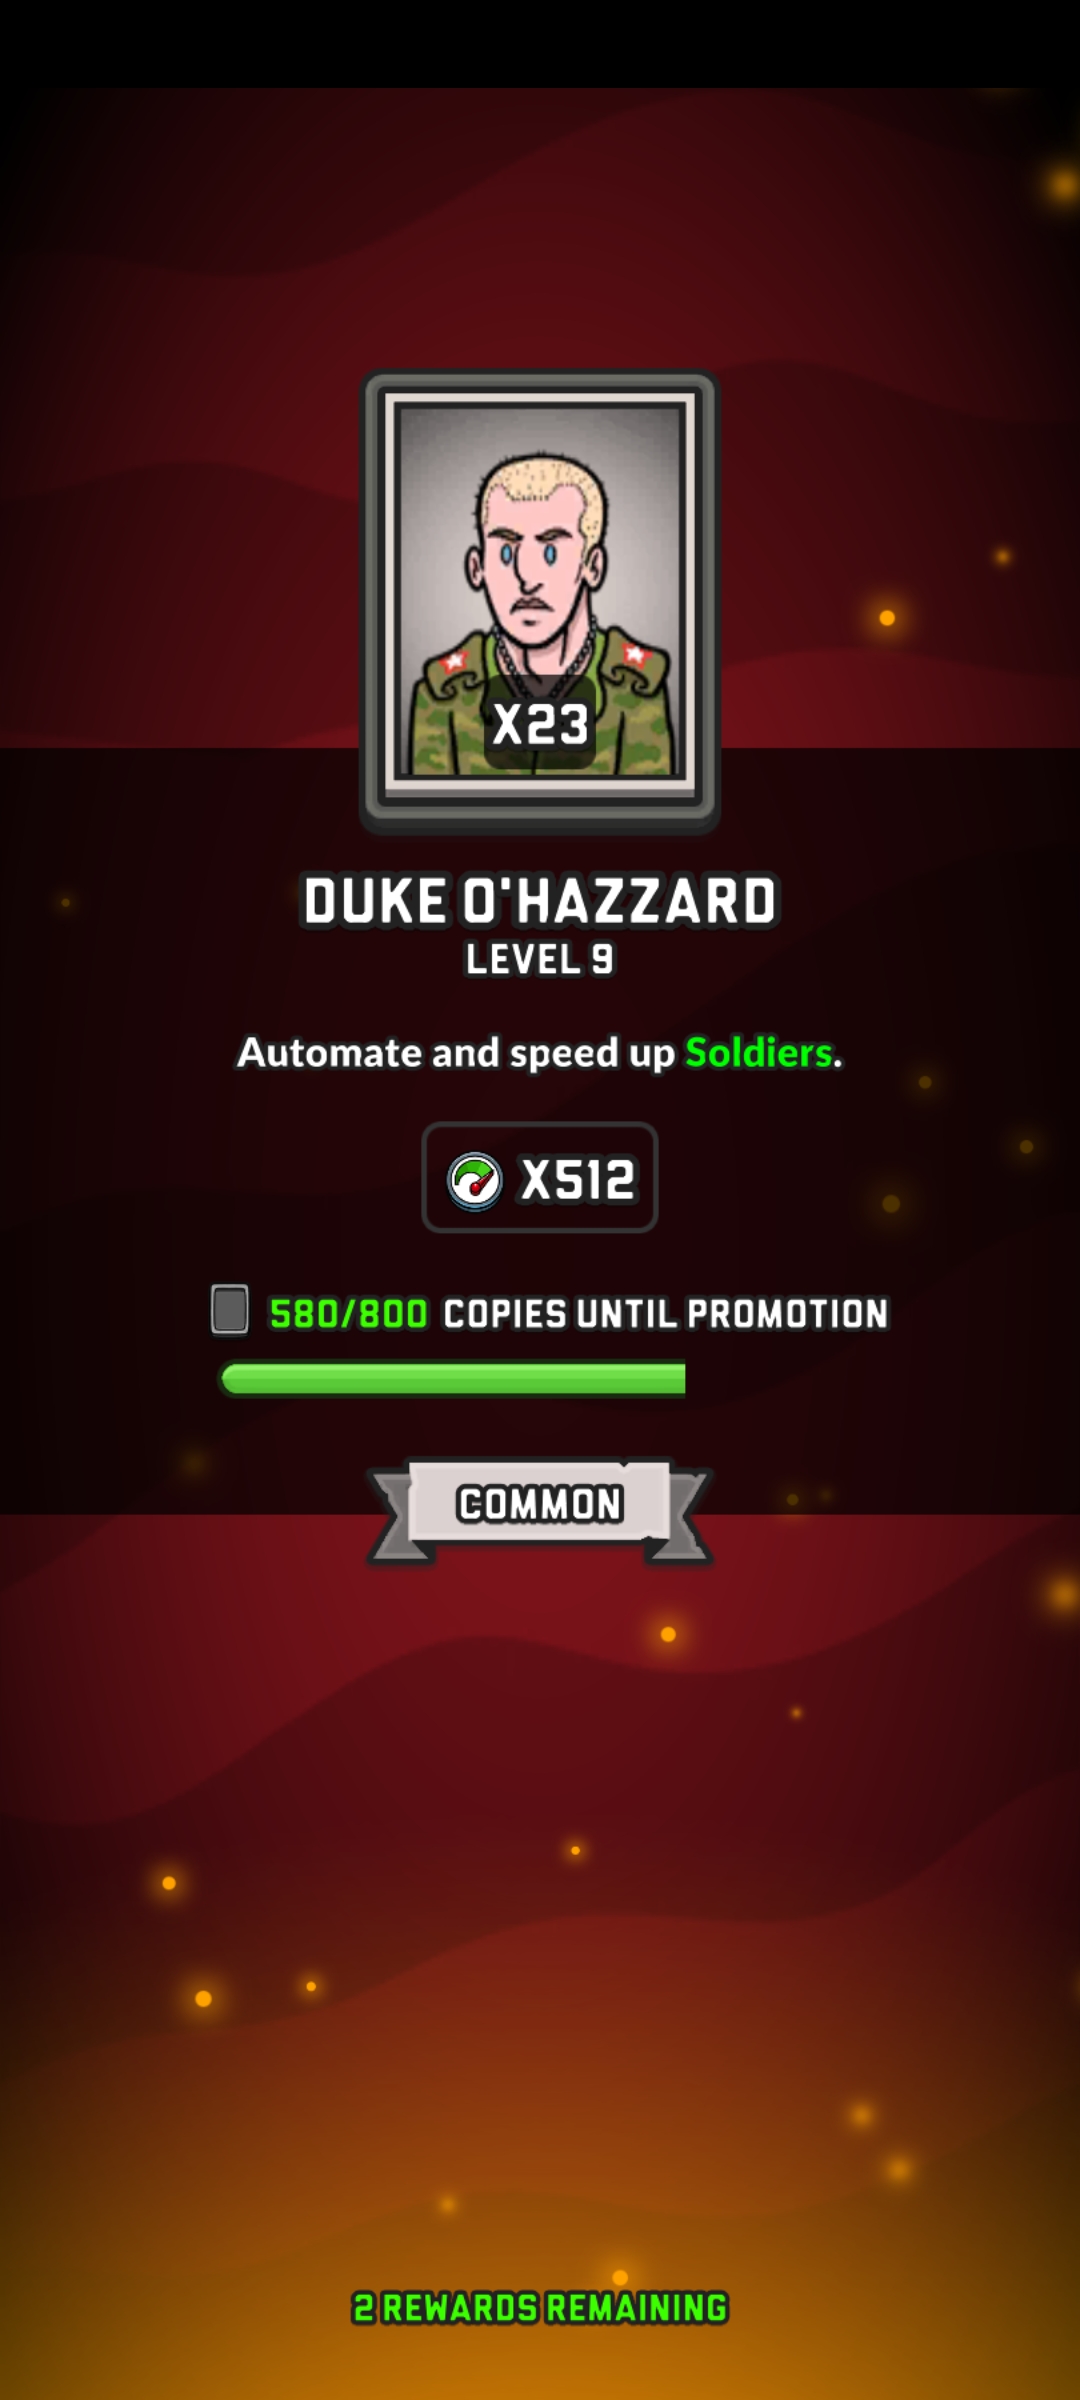 X23
DUKE O'HAZZARD
LEVEL 9
Automate and speed up Soldiers.
X512
580/800 COPIES UNTIL PROMOTION
COMMON
2 REWARDS REMAINING